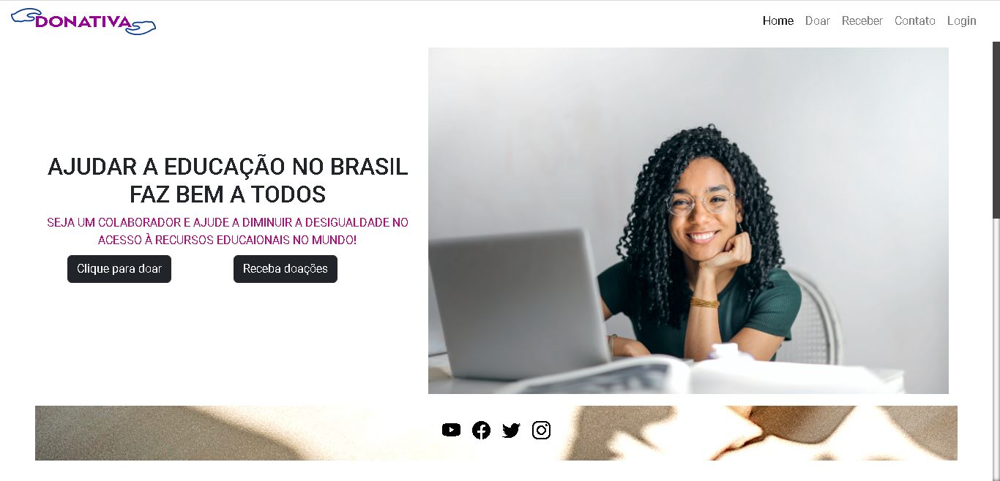 DONATIVA
Home Doar Receber Contato Login
AJUDAR A EDUCAÇÃO NO BRASIL
FAZ BEM A TODOS
SEJA UM COLABORADOR E AJUDE A DIMINUIR A DESIGUALDADE NO
ACESSO À RECURSOS EDUCAIONAIS NO MUNDO!
Clique para doar Receba doações